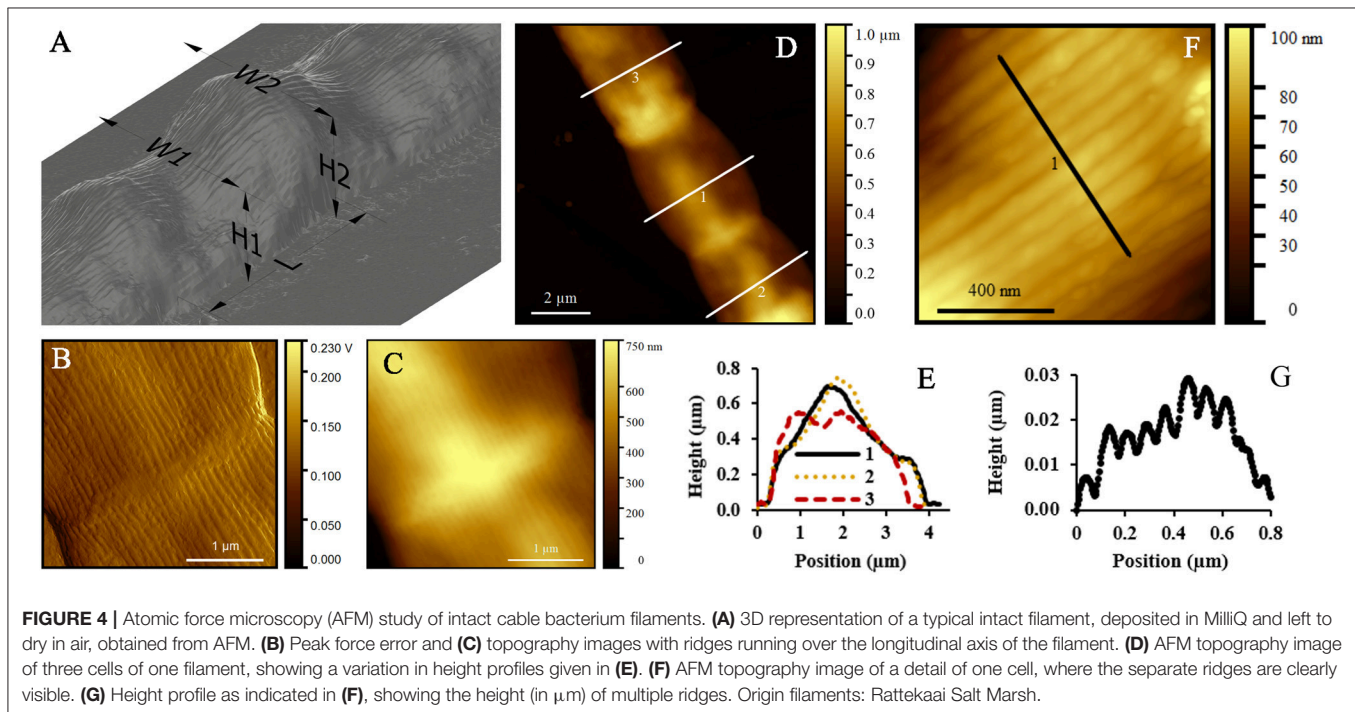 A
W2
W1
H2
H1
L
D
3
1
2
2 µm
1.0 µm
0.9
0.8
0.7
0.6
0.5
0.4
0.3
0.2
0.1
0.0
F
1
400 nm
100 nm
80
70
60
40
30
0
B
1 µm
0.230 V
0.200
0.150
0.100
0.050
0.000
C
1 µm
750 nm
600
500
400
300
200
100
0
E
Height (µm)
0.8
0.6
0.4
0.2
0.0
1
2
3
0 1 2 3 4
Position (µm)
G
Height (µm)
0.03
0.02
0.01
0.00
0 0.2 0.4 0.6 0.8
Position (µm)
FIGURE 4 | Atomic force microscopy (AFM) study of intact cable bacterium filaments. (A) 3D representation of a typical intact filament, deposited in MilliQ and left to
dry in air, obtained from AFM. (B) Peak force error and (C) topography images with ridges running over the longitudinal axis of the filament. (D) AFM topography image
of three cells of one filament, showing a variation in height profiles given in (E). (F) AFM topography image of a detail of one cell, where the separate ridges are clearly
visible. (G) Height profile as indicated in (F), showing the height (in µm) of multiple ridges. Origin filaments: Rattekaai Salt Marsh.